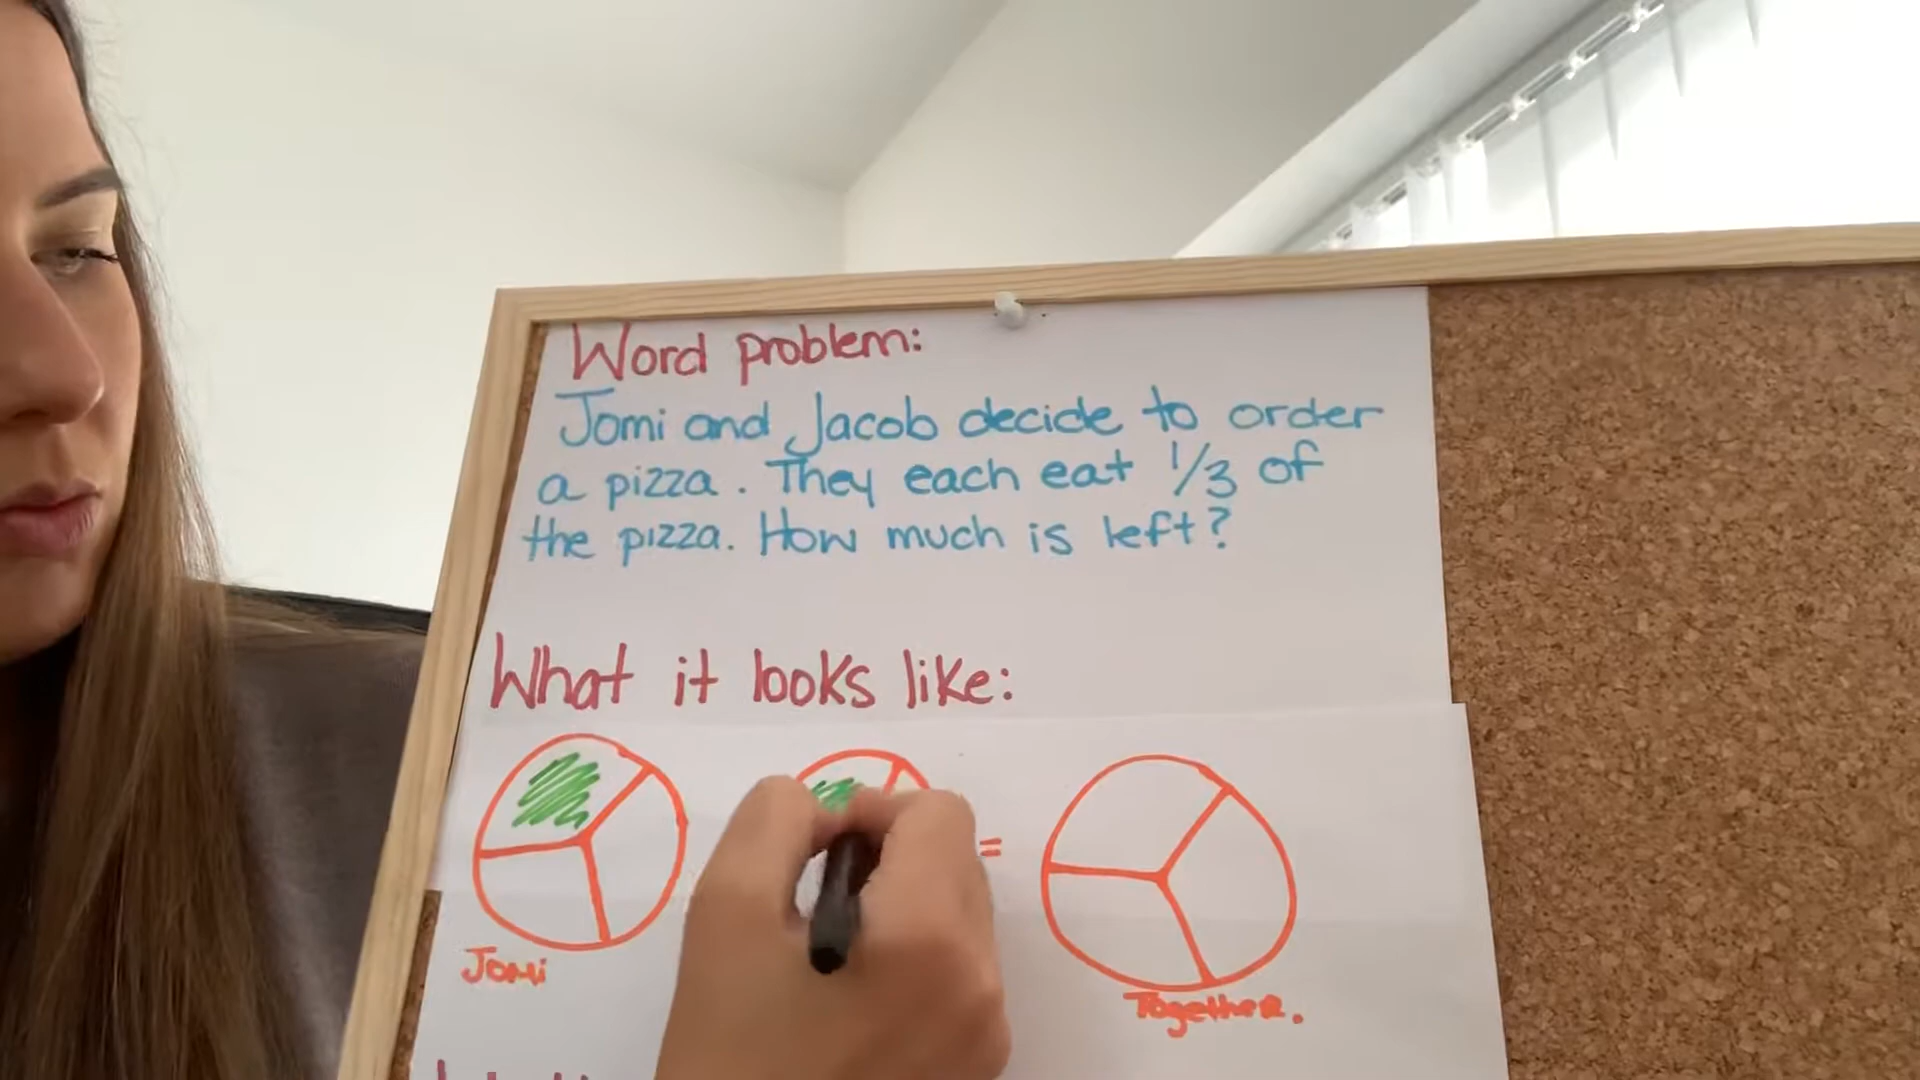 Word problem:
Jomi and Jacob decide to order
a pizza. They each eat 1/3 of
the pizza. How much is left?
What it looks like:
=
Jomi
Together.